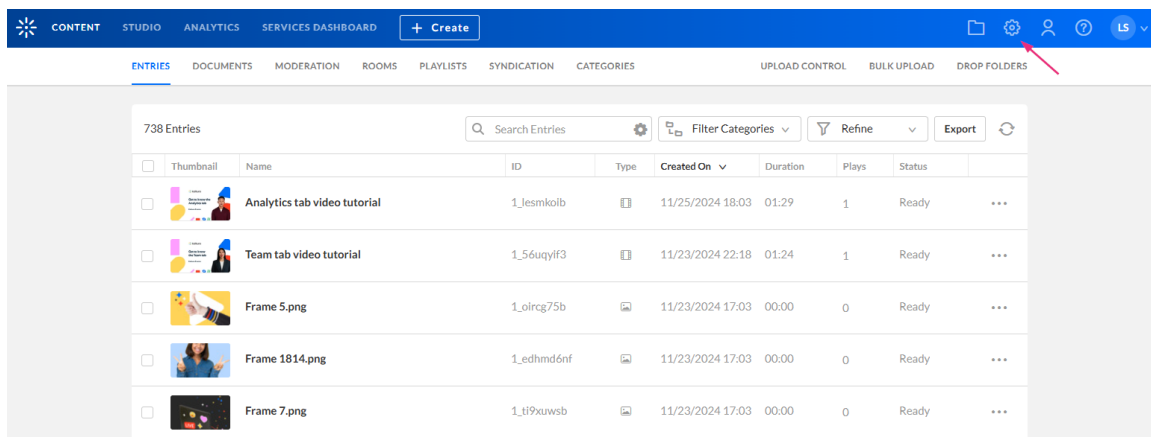 CONTENT STUDIO ANALYTICS SERVICES DASHBOARD + Create LS
ENTRIES DOCUMENTS MODERATION ROOMS PLAYLISTS SYNDICATION CATEGORIES UPLOAD CONTROL BULK UPLOAD DROP FOLDERS
738 Entries Search Entries Filter Categories Refine Export
Thumbnail Name ID Type Created On Duration Plays Status
Analytics tab video tutorial 1_lesmkoib 11/25/2024 18:03 01:29 1 Ready
Team tab video tutorial 1_56uqyif3 11/23/2024 22:18 01:24 1 Ready
Frame 5.png 1_oircg75b 11/23/2024 17:03 00:00 0 Ready
Frame 1814.png 1_edhmd6nf 11/23/2024 17:03 00:00 0 Ready
Frame 7.png 1_ti9xuwsb 11/23/2024 17:03 00:00 0 Ready